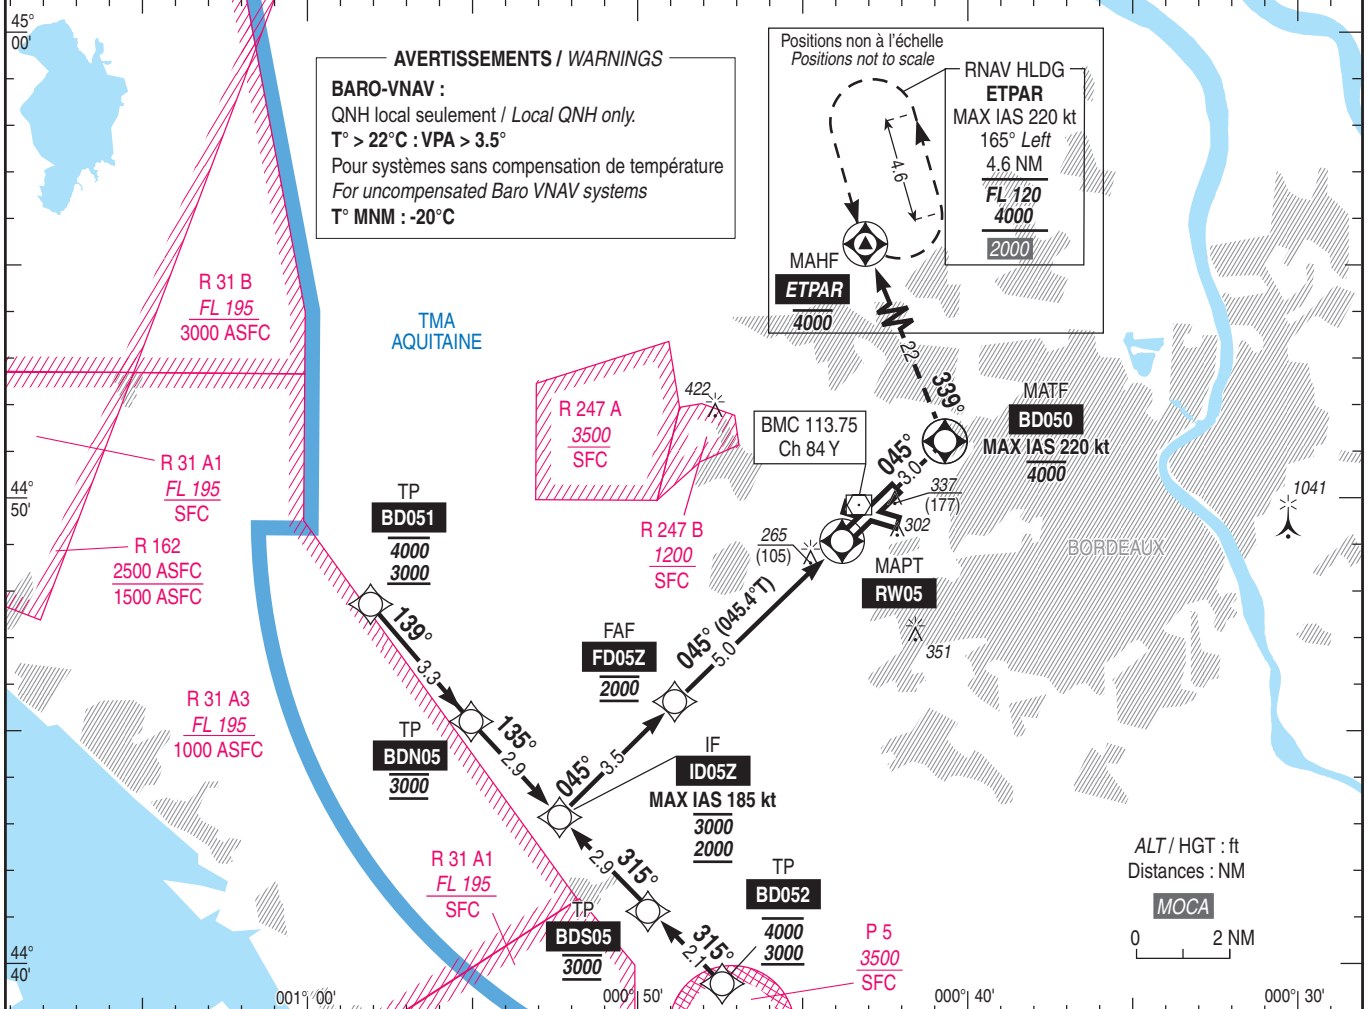 45°
00'
AVERTISSEMENTS / WARNINGS
BARO-VNAV :
QNH local seulement / Local QNH only.
T° > 22°C : VPA > 3.5°
Pour systèmes sans compensation de température
For uncompensated Baro VNAV systems
T° MNM : -20°C
Positions non à l'échelle
Positions not to scale
RNAV HLDG
ETPAR
MAX IAS 220 kt
165° Left
4.6 NM
FL 120
4000
2000
4.6
MAHF
ETPAR
4000
R 31 B
FL 195
3000 ASFC
TMA
AQUITAINE
22
339°
MATF
BD050
MAX IAS 220 kt
4000
422
R 247 A
3500
SFC
BMC 113.75
Ch 84 Y
045°
3.0
337
(177)
302
1041
R 31 A1
FL 195
SFC
44°
50'
TP
BD051
4000
3000
R 162
2500 ASFC
1500 ASFC
R 247 B
1200
SFC
265
(105)
BORDEAUX
MAPT
RW05
351
139°
3.3
045° (045.4°T)
5.0
FAF
FD05Z
2000
R 31 A3
FL 195
1000 ASFC
TP
BDN05
3000
135°
2.9
045°
3.5
IF
ID05Z
MAX IAS 185 kt
3000
2000
R 31 A1
FL 195
SFC
2.9
315°
TP
BD052
4000
3000
ALT / HGT : ft
Distances : NM
MOCA
0
2 NM
TP
BDS05
3000
315°
2.1
P 5
3500
SFC
44°
40'
001° 00'
000° 50'
000° 40'
000° 30'